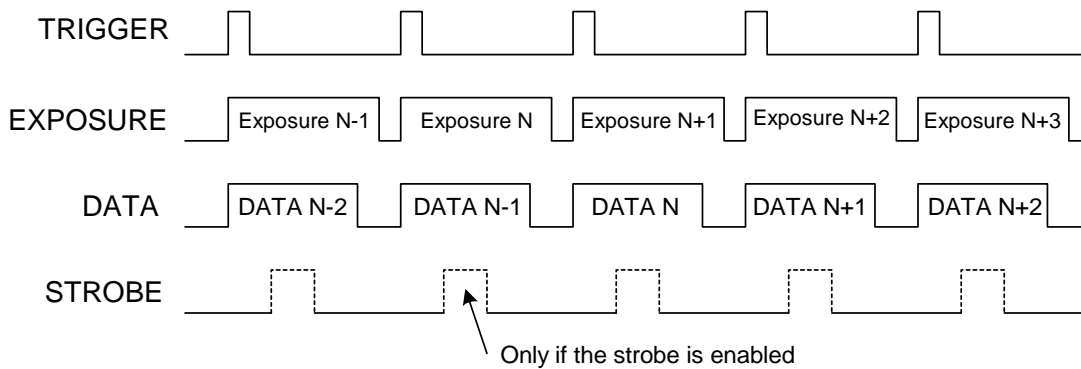 TRIGGER
EXPOSURE
Exposure N-1
Exposure N
Exposure N+1
Exposure N+2
Exposure N+3
DATA
DATA N-2
DATA N-1
DATA N
DATA N+1
DATA N+2
STROBE
Only if the strobe is enabled